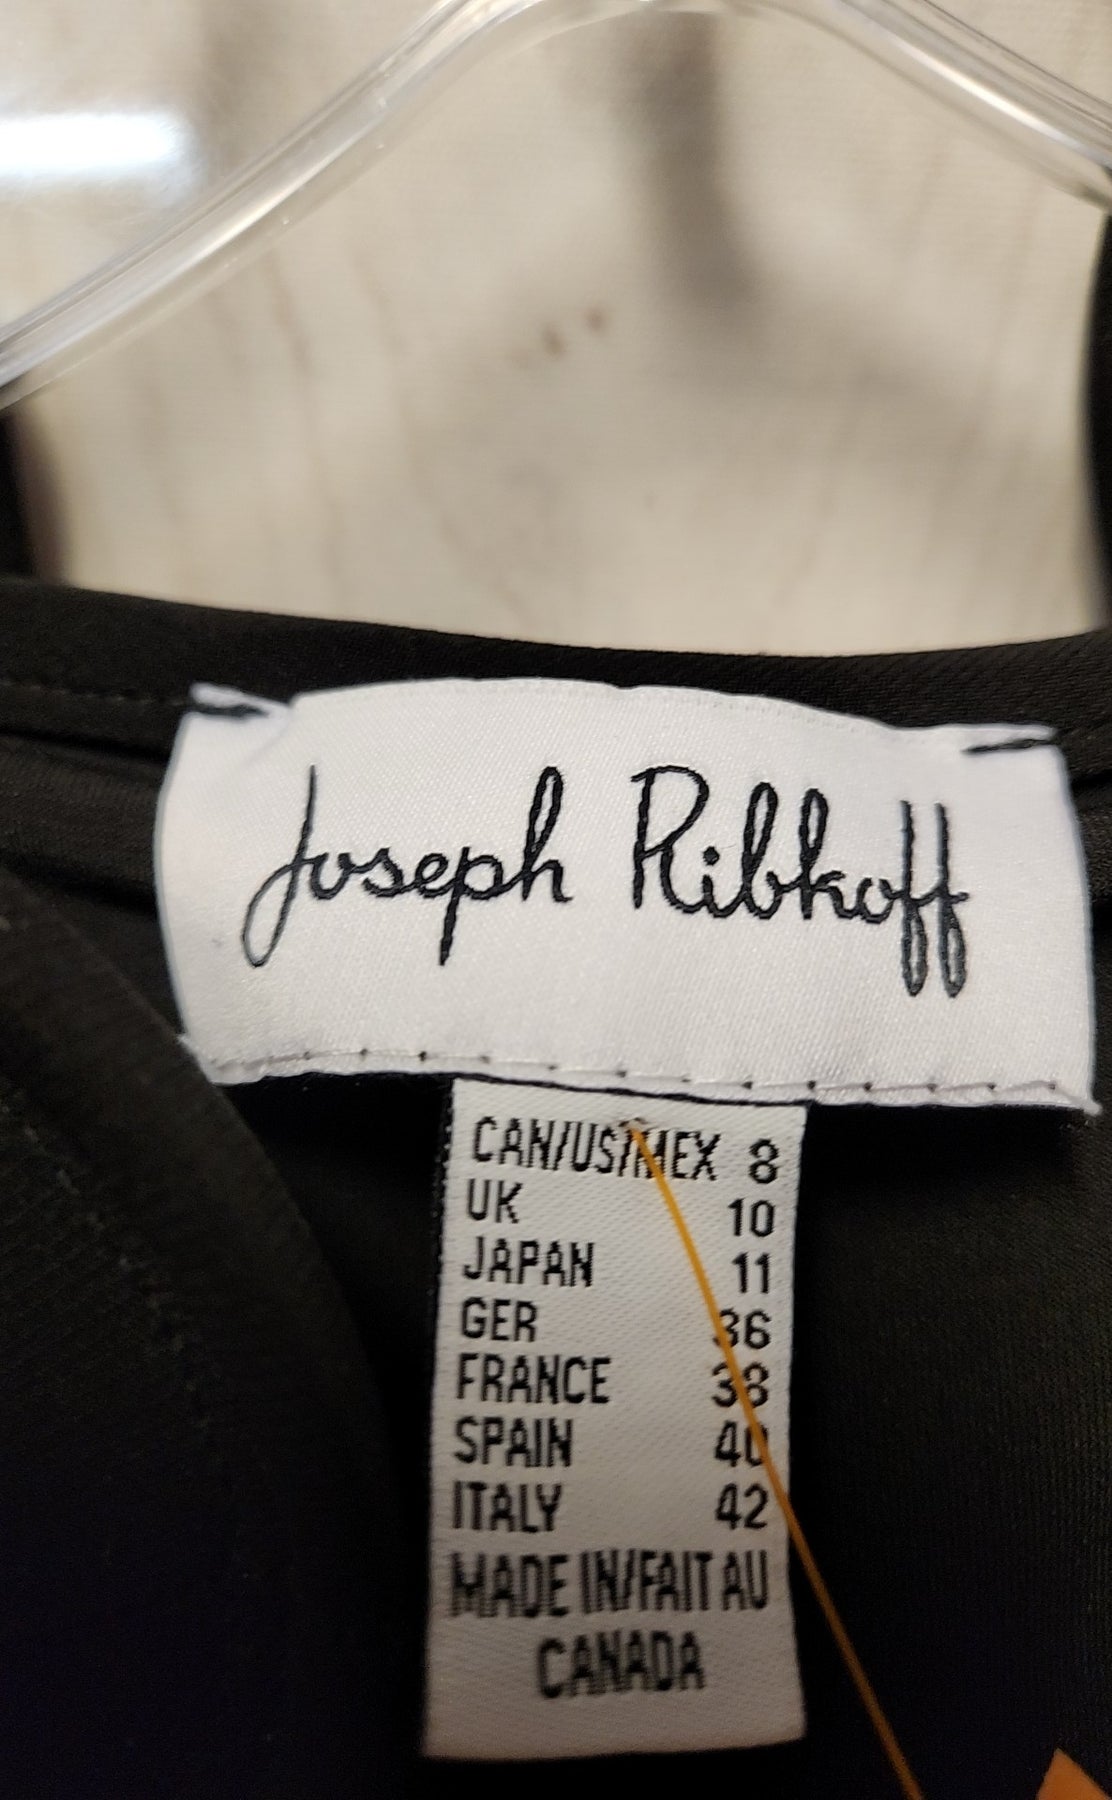 Joseph Ribkoff
CAN/US/MEX 8
UK 10
JAPAN 11
GER 36
FRANCE 38
SPAIN 40
ITALY 42
MADE IN/FAIT AU
CANADA